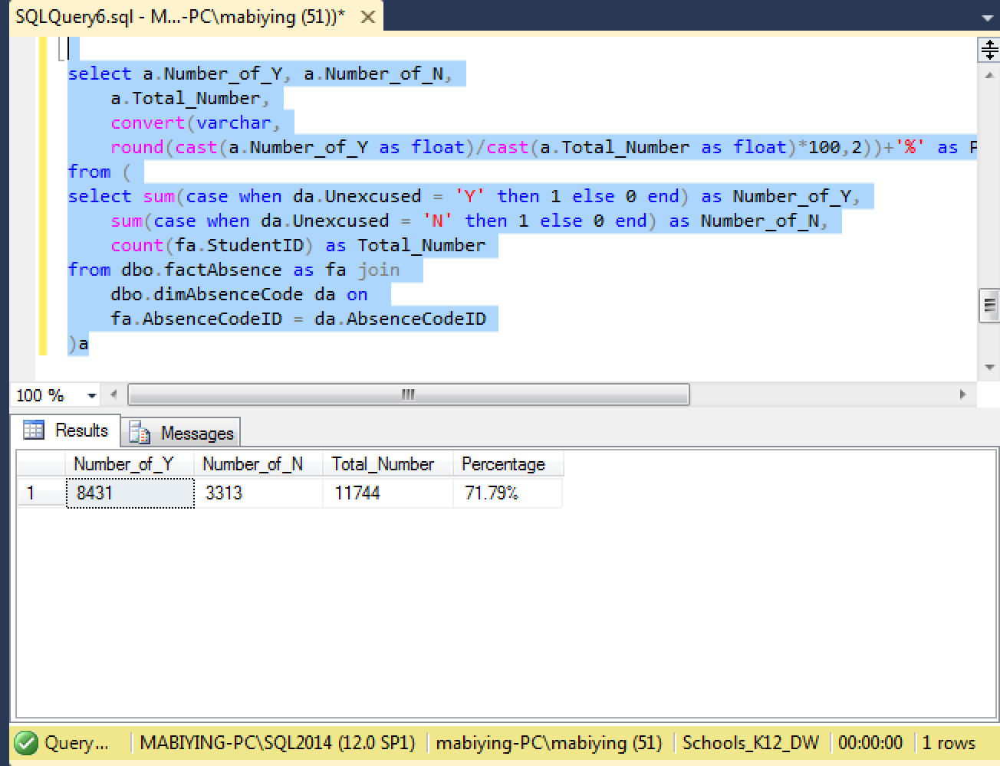 SQLQuery6.sql - M...-PC\mabiying (51))*
select a.Number_of_Y, a.Number_of_N,
a.Total_Number,
convert(varchar,
round(cast(a.Number_of_Y as float)/cast(a.Total_Number as float)*100,2))+'%' as P
from (
select sum(case when da.Unexcused = 'Y' then 1 else 0 end) as Number_of_Y,
sum(case when da.Unexcused = 'N' then 1 else 0 end) as Number_of_N,
count(fa.StudentID) as Total_Number
from dbo.factAbsence as fa join
dbo.dimAbsenceCode da on
fa.AbsenceCodeID = da.AbsenceCodeID
)a
100 %
Results Messages
Number_of_Y Number_of_N Total_Number Percentage
1 8431 3313 11744 71.79%
Query... MABIYING-PC\SQL2014 (12.0 SP1) mabiying-PC\mabiying (51) Schools_K12_DW 00:00:00 1 rows